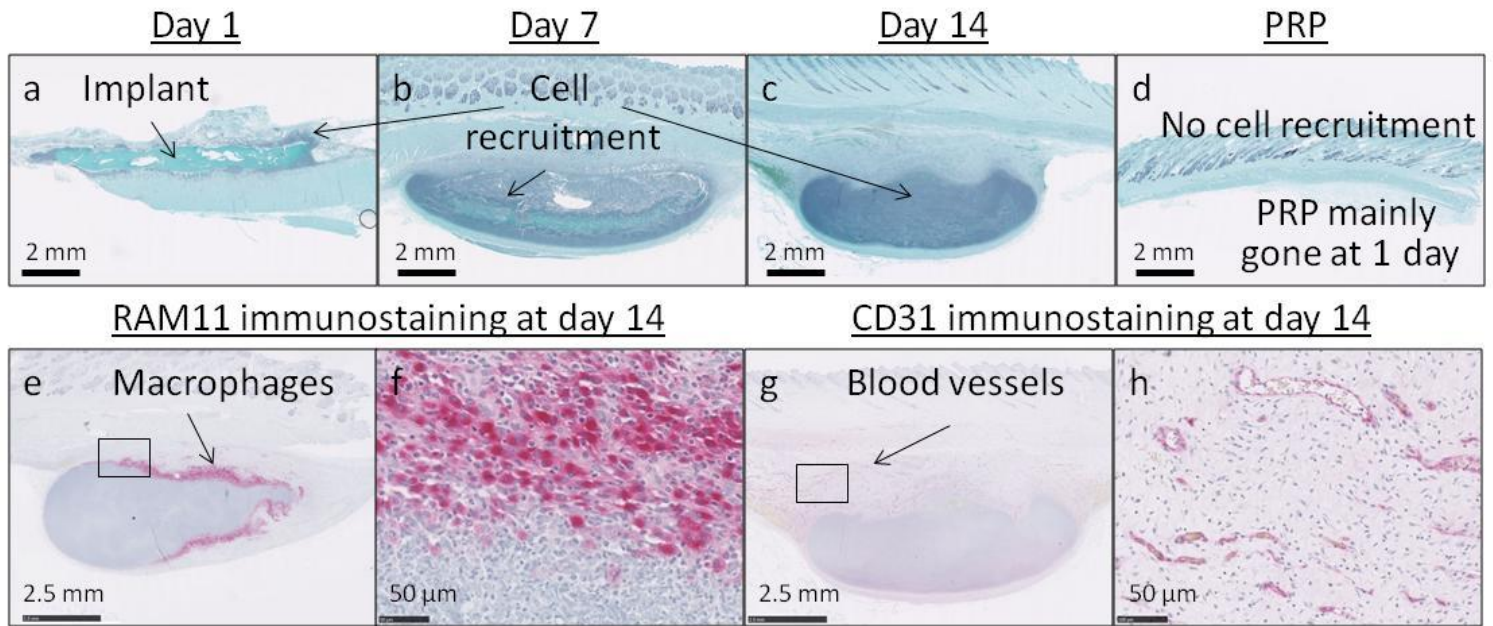 Day 1
Day 7
Day 14
PRP
a
Implant
2 mm
b
Cell
recruitment
2 mm
c
2 mm
d
No cell recruitment
PRP mainly
gone at 1 day
2 mm
RAM11 immunostaining at day 14
CD31 immunostaining at day 14
e
Macrophages
2.5 mm
f
50 µm
g
Blood vessels
2.5 mm
h
50 µm